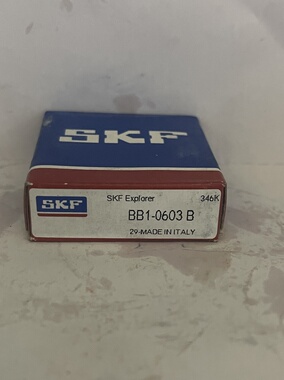 SKF
SKF Explorer 346K
SKF BB1-0603 B
29-MADE IN ITALY